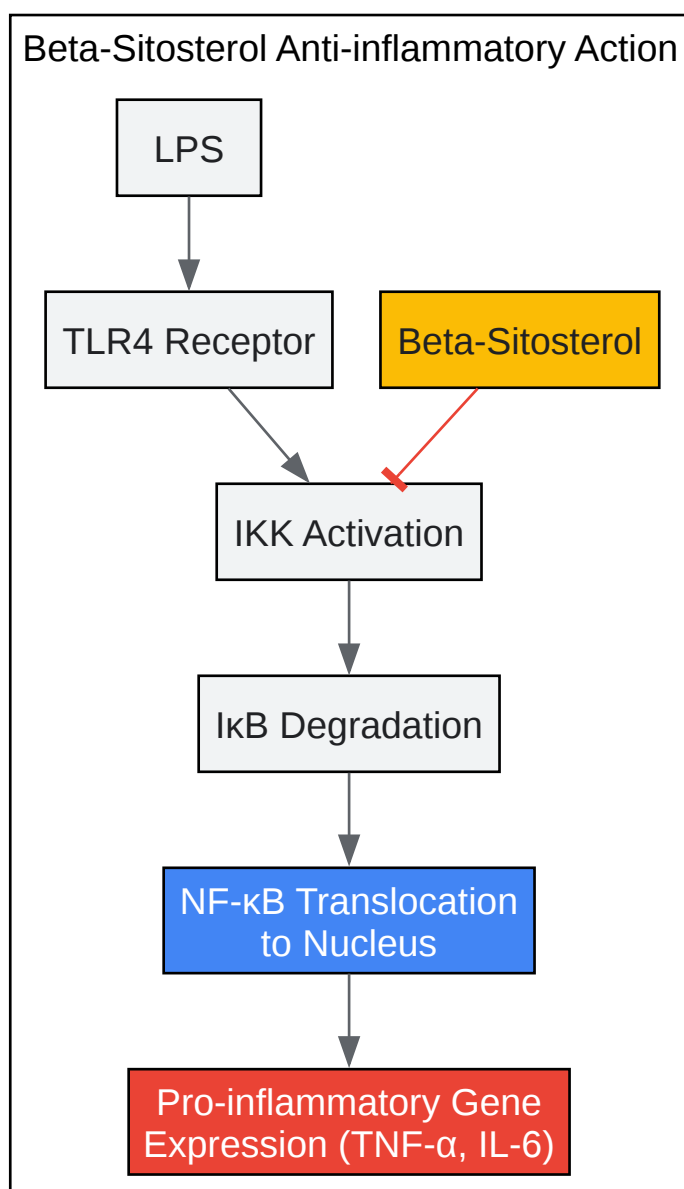 Beta-Sitosterol Anti-inflammatory Action
LPS
TLR4 Receptor
Beta-Sitosterol
IKK Activation
IκB Degradation
NF-κB Translocation
to Nucleus
Pro-inflammatory Gene
Expression (TNF-α, IL-6)